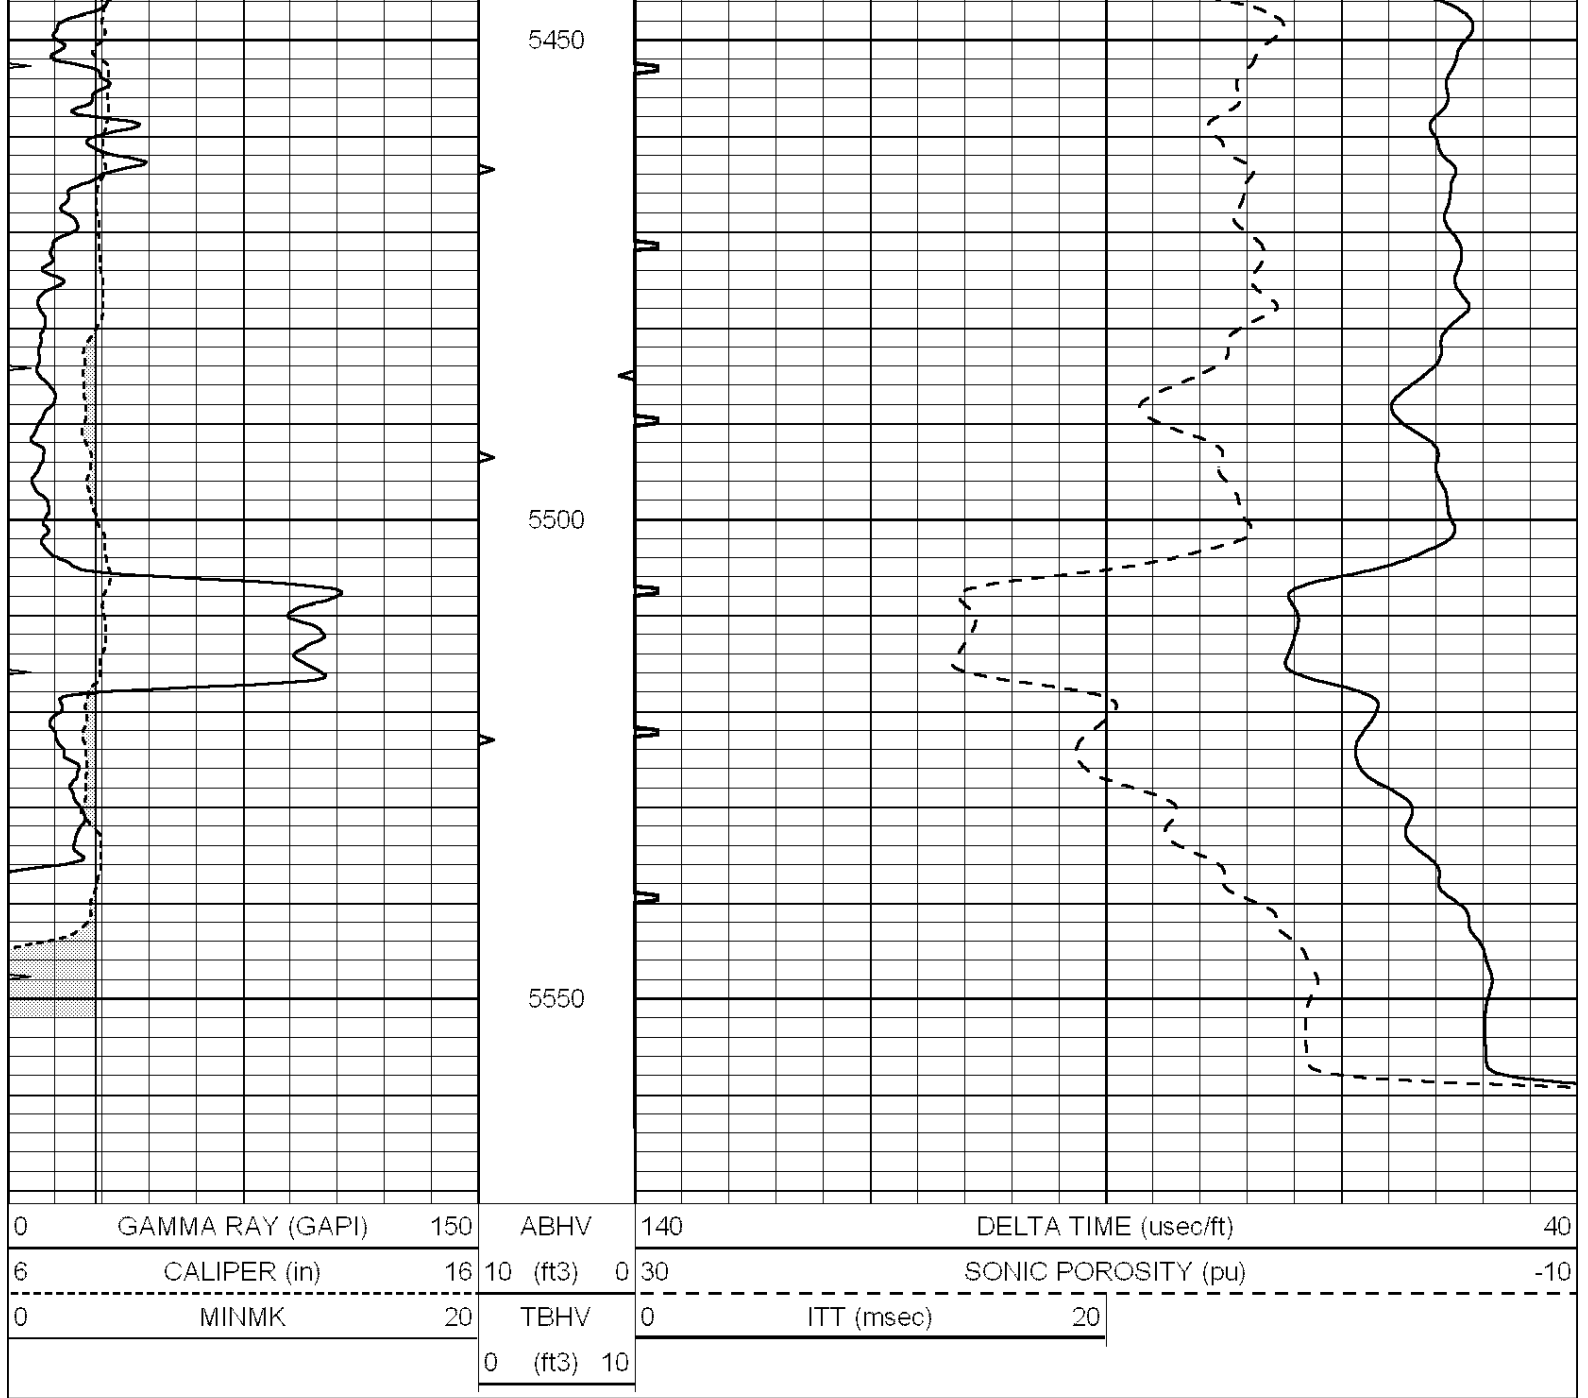 5450
5500
5550
0 GAMMA RAY (GAPI) 150 ABHV 140 DELTA TIME (usec/ft) 40
6 CALIPER (in) 16 10 (ft3) 0 30 SONIC POROSITY (pu) -10
0 MINMK 20 TBHV 0 ITT (msec) 20
0 (ft3) 10